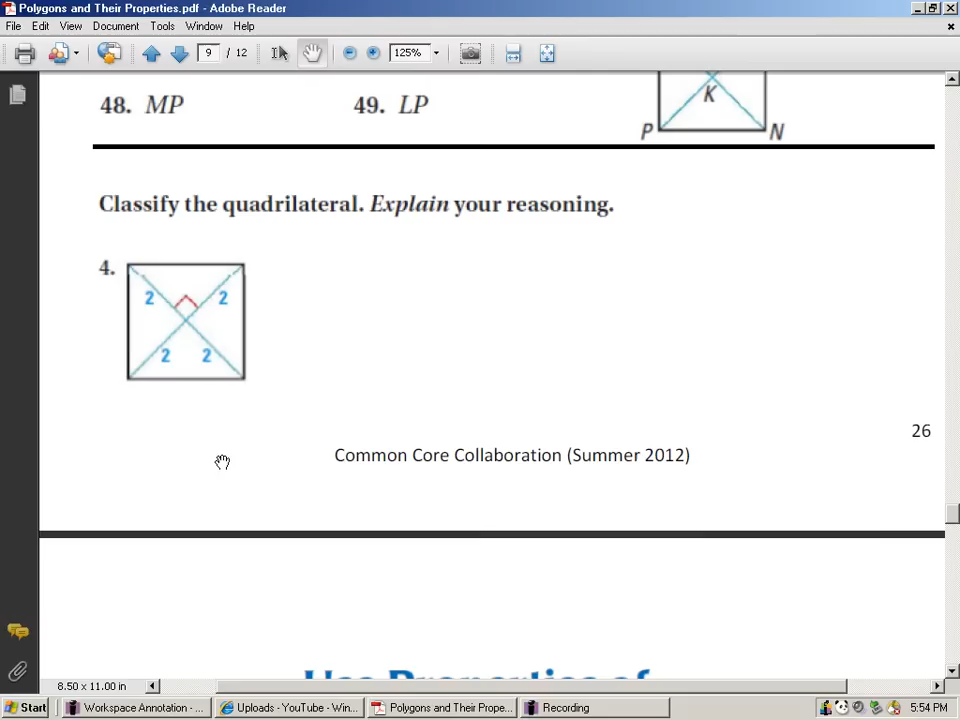 Polygons and Their Properties.pdf - Adobe Reader
File Edit View Document Tools Window Help
9 / 12 125%
K
48. MP 49. LP
P N
Classify the quadrilateral. Explain your reasoning.
4.
2 2
2 2
26
Common Core Collaboration (Summer 2012)
Use Properties of
8.50 x 11.00 in
Start Workspace Annotation - ... Uploads - YouTube - Win... Polygons and Their Prope... Recording 5:54 PM